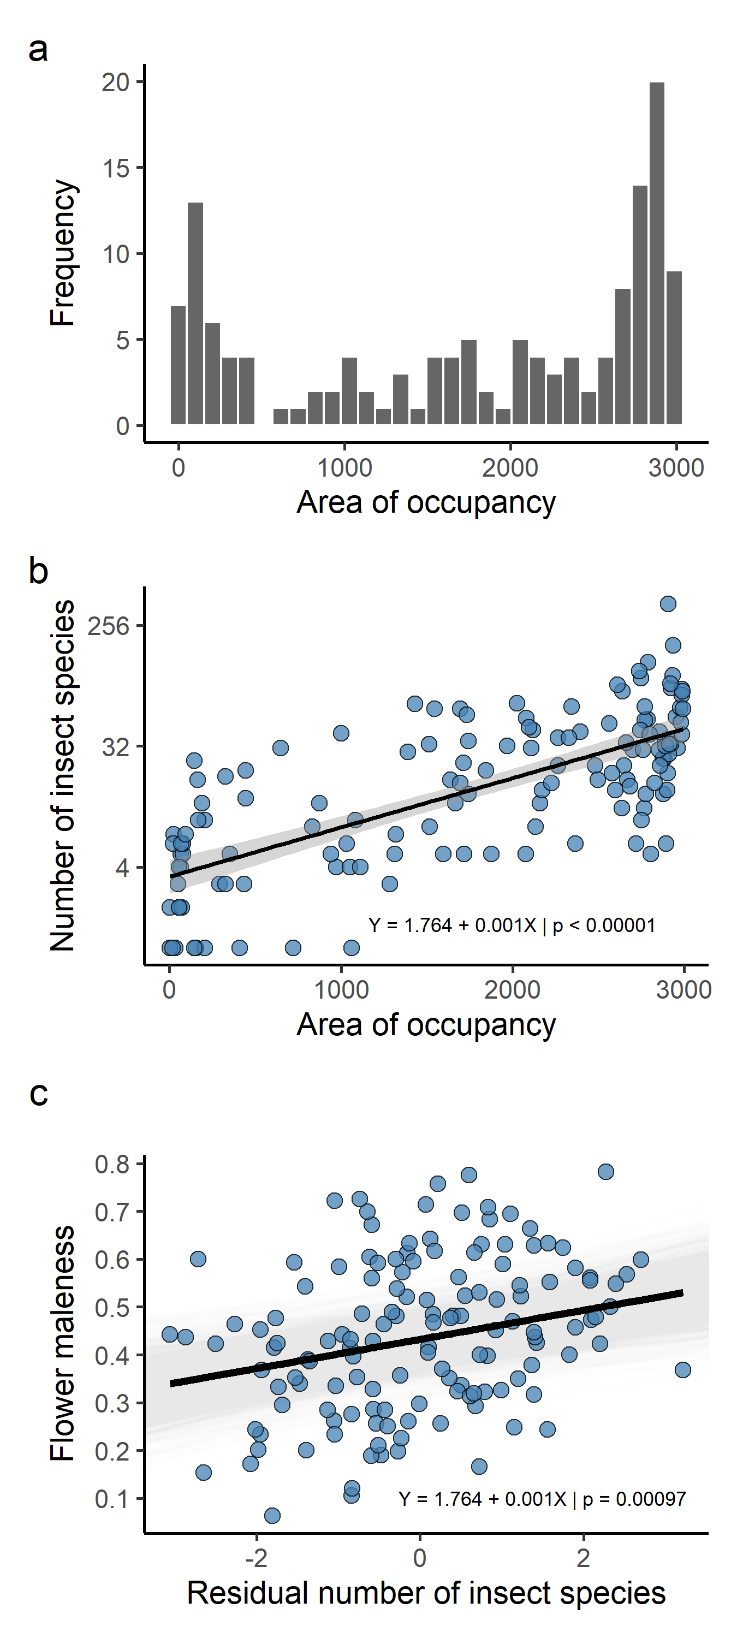 a
20
15
10
5
0
Frequency
0 1000 2000 3000
Area of occupancy
b
256
32
4
Number of insect species
Y = 1.764 + 0.001X | p < 0.00001
0 1000 2000 3000
Area of occupancy
c
0.8
0.7
0.6
0.5
0.4
0.3
0.2
0.1
Flower maleness
Y = 1.764 + 0.001X | p = 0.00097
-2 0 2
Residual number of insect species